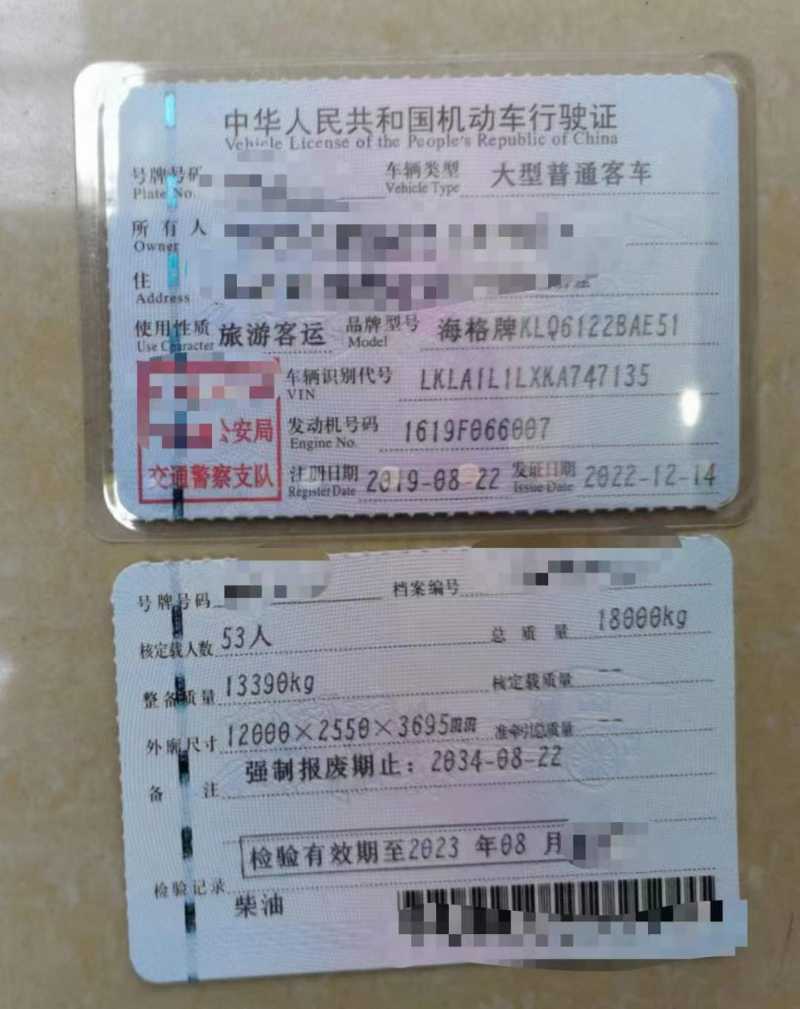 中华人民共和国机动车行驶证
Vehicle License of the People's Republic of China
号牌号码 车辆类型 大型普通客车
Plate No. Vehicle Type
所有人
Owner
住
Address
使用性质 旅游客运 品牌型号 海格牌KLQ6122BAE51
Use Character Model
车辆识别代号 LKLA1L1LXKA747135
VIN
公安局
交通警察支队
发动机号码 1619F066007
Engine No.
注册日期 2019-08-22 发证日期 2022-12-14
Register Date Issue Date
号牌号码 档案编号
核定载人数 53人 总质量 18000kg
整备质量 13390kg 核定载质量 --
外廓尺寸 12000×2550×3695mm 准牵引总质量 --
备注 强制报废期止：2034-08-22
检验有效期至2023年08月
检验记录
柴油